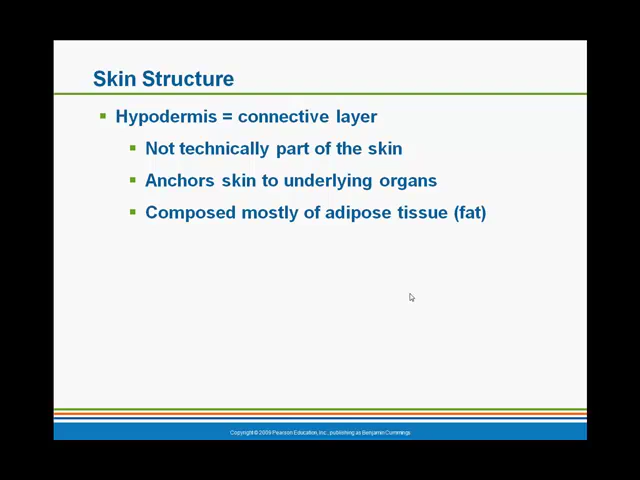 Skin Structure
Hypodermis = connective layer
Not technically part of the skin
Anchors skin to underlying organs
Composed mostly of adipose tissue (fat)
Copyright © 2009 Pearson Education, Inc., publishing as Benjamin Cummings